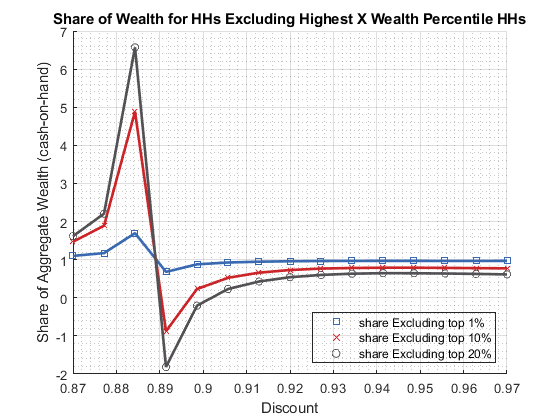 Share of Wealth for HHs Excluding Highest X Wealth Percentile HHs
Share of Aggregate Wealth (cash-on-hand)
7
6
5
4
3
2
1
0
-1
-2
0.87 0.88 0.89 0.9 0.91 0.92 0.93 0.94 0.95 0.96 0.97
Discount
share Excluding top 1%
share Excluding top 10%
share Excluding top 20%